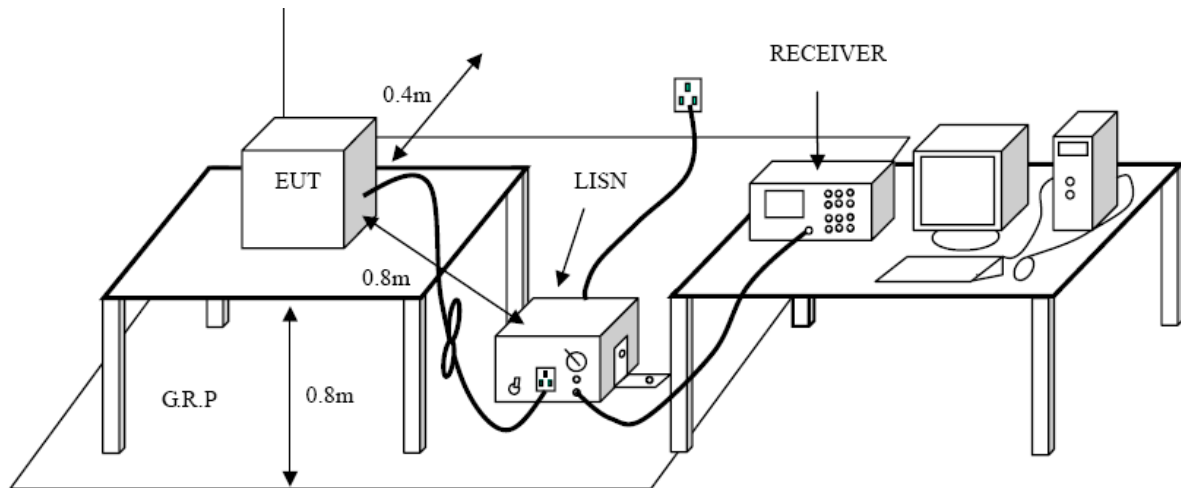 RECEIVER
0.4m
EUT
LISN
0.8m
G.R.P
0.8m